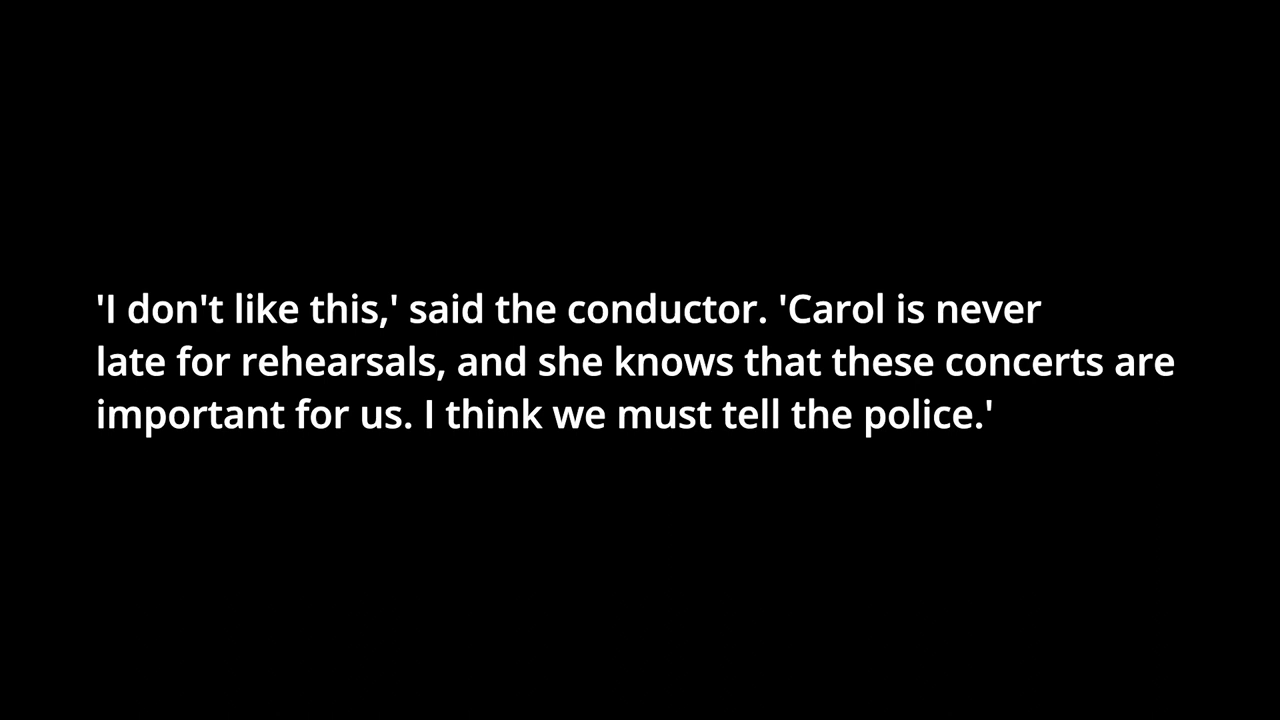 'I don't like this,' said the conductor. 'Carol is never
late for rehearsals, and she knows that these concerts are
important for us. I think we must tell the police.'